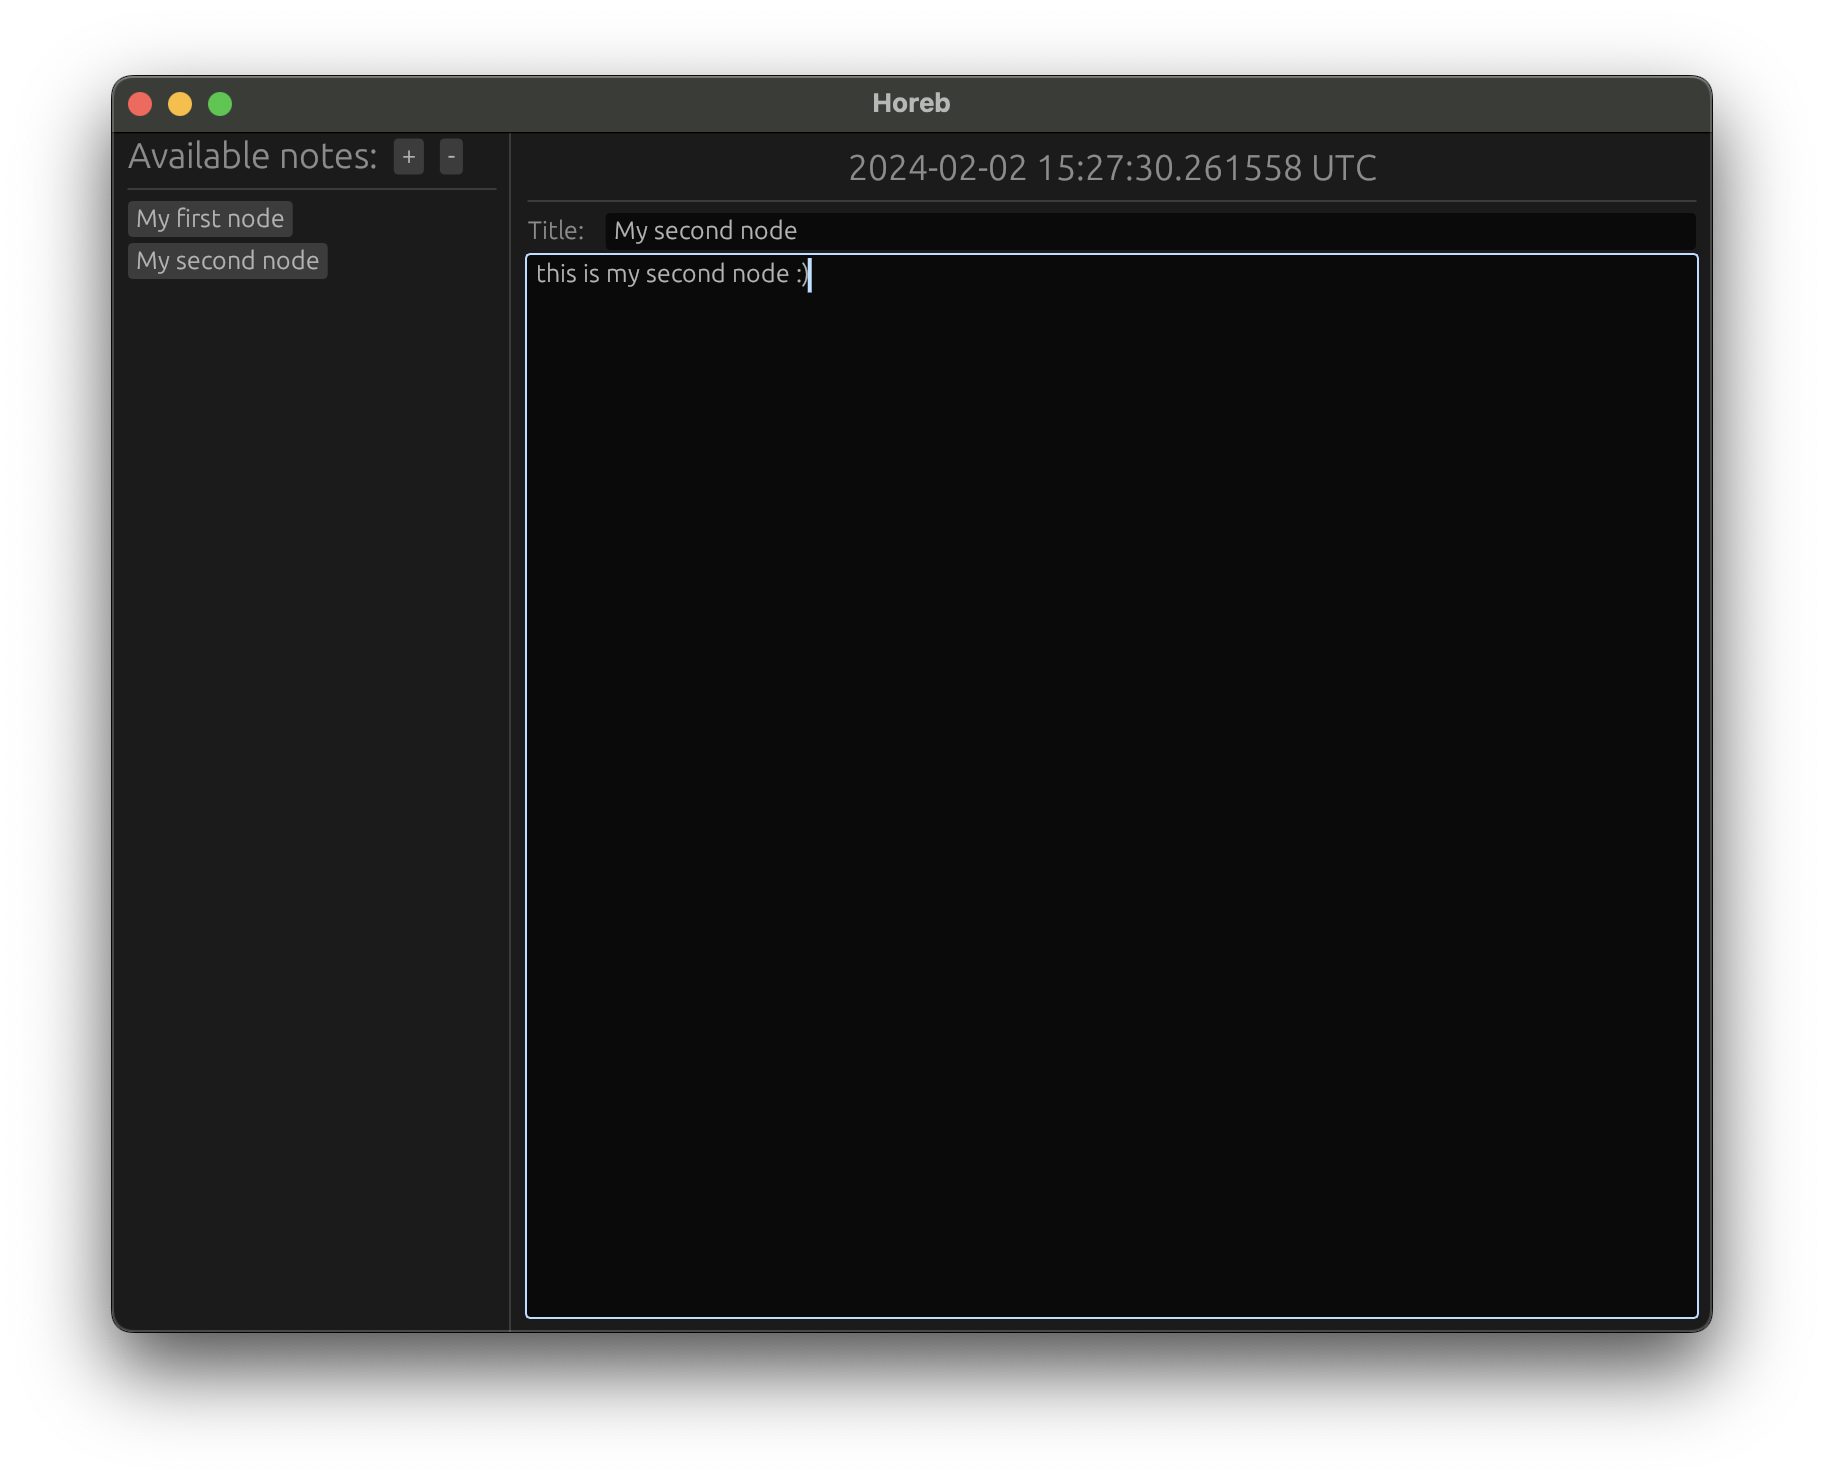 Horeb
Available notes: + -
My first node
My second node
2024-02-02 15:27:30.261558 UTC
Title: My second node
this is my second node :)